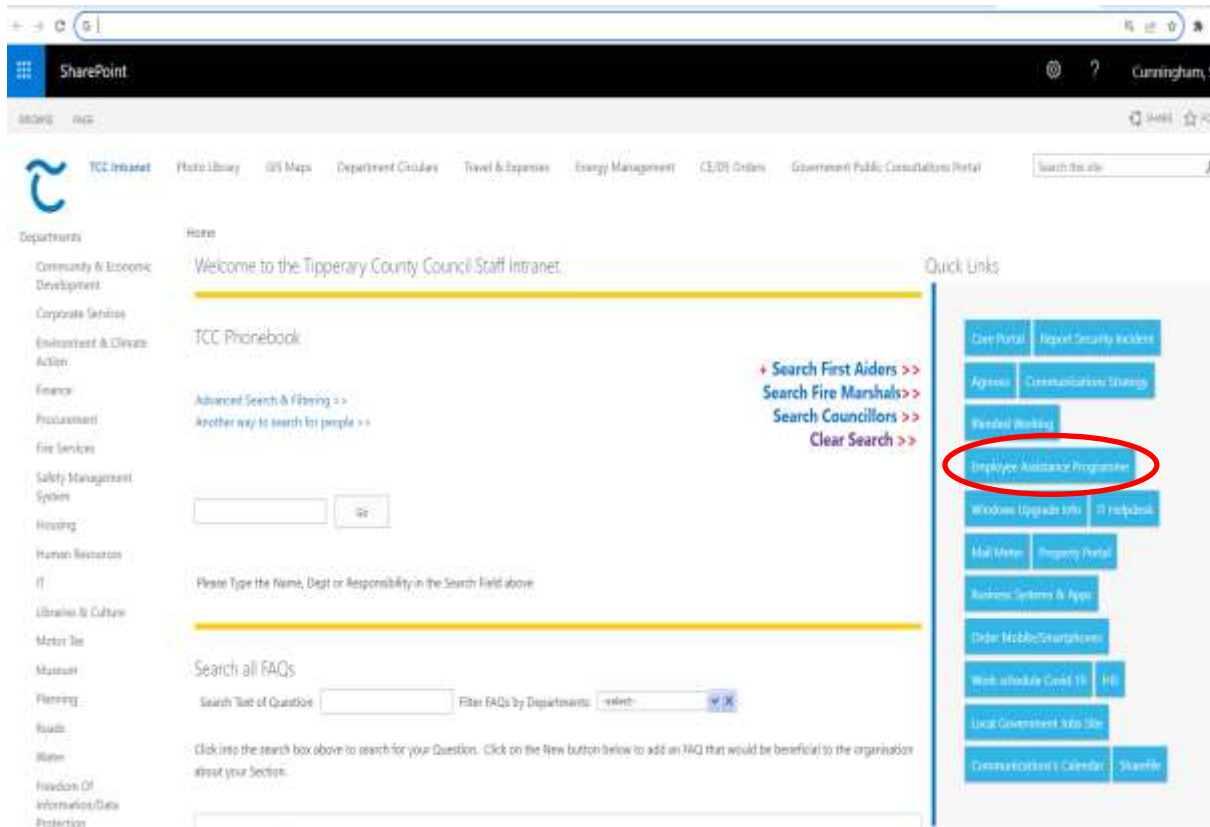 G
SharePoint
?
Cunningham,
BROWSE PAGE
SHARE
TCC Intranet Photo Library GIS Maps Department Circulars Travel & Expenses Energy Management CE/DS Orders Government Public Consultations Portal
Search this site
Departments
Community & Economic
Development
Corporate Services
Environment & Climate
Action
Finance
Procurement
Fire Services
Safety Management
System
Housing
Human Resources
IT
Libraries & Culture
Motor Tax
Museum
Planning
Roads
Water
Freedom Of
Information/Data
Protection
Home
Welcome to the Tipperary County Council Staff Intranet.
TCC Phonebook
+ Search First Aiders >>
Search Fire Marshals>>
Search Councillors >>
Clear Search >>
Advanced Search & Filtering >>
Another way to search for people >>
Go
Please Type the Name, Dept or Responsibility in the Search Field above
Search all FAQs
Search Text of Question Filter FAQs by Departments: -select-
Click into the search box above to search for your Question. Click on the New button below to add an FAQ that would be beneficial to the organisation
about your Section.
Quick Links
Core Portal Report Security Incident
Agresso Communications Strategy
Blended Working
Employee Assistance Programme
Windows Upgrade Info IT Helpdesk
Mail Meter Property Portal
Business Systems & Apps
Order Mobile/Smartphones
Work schedule Covid 19
Local Government Jobs Site
Communication's Calendar Sharefile